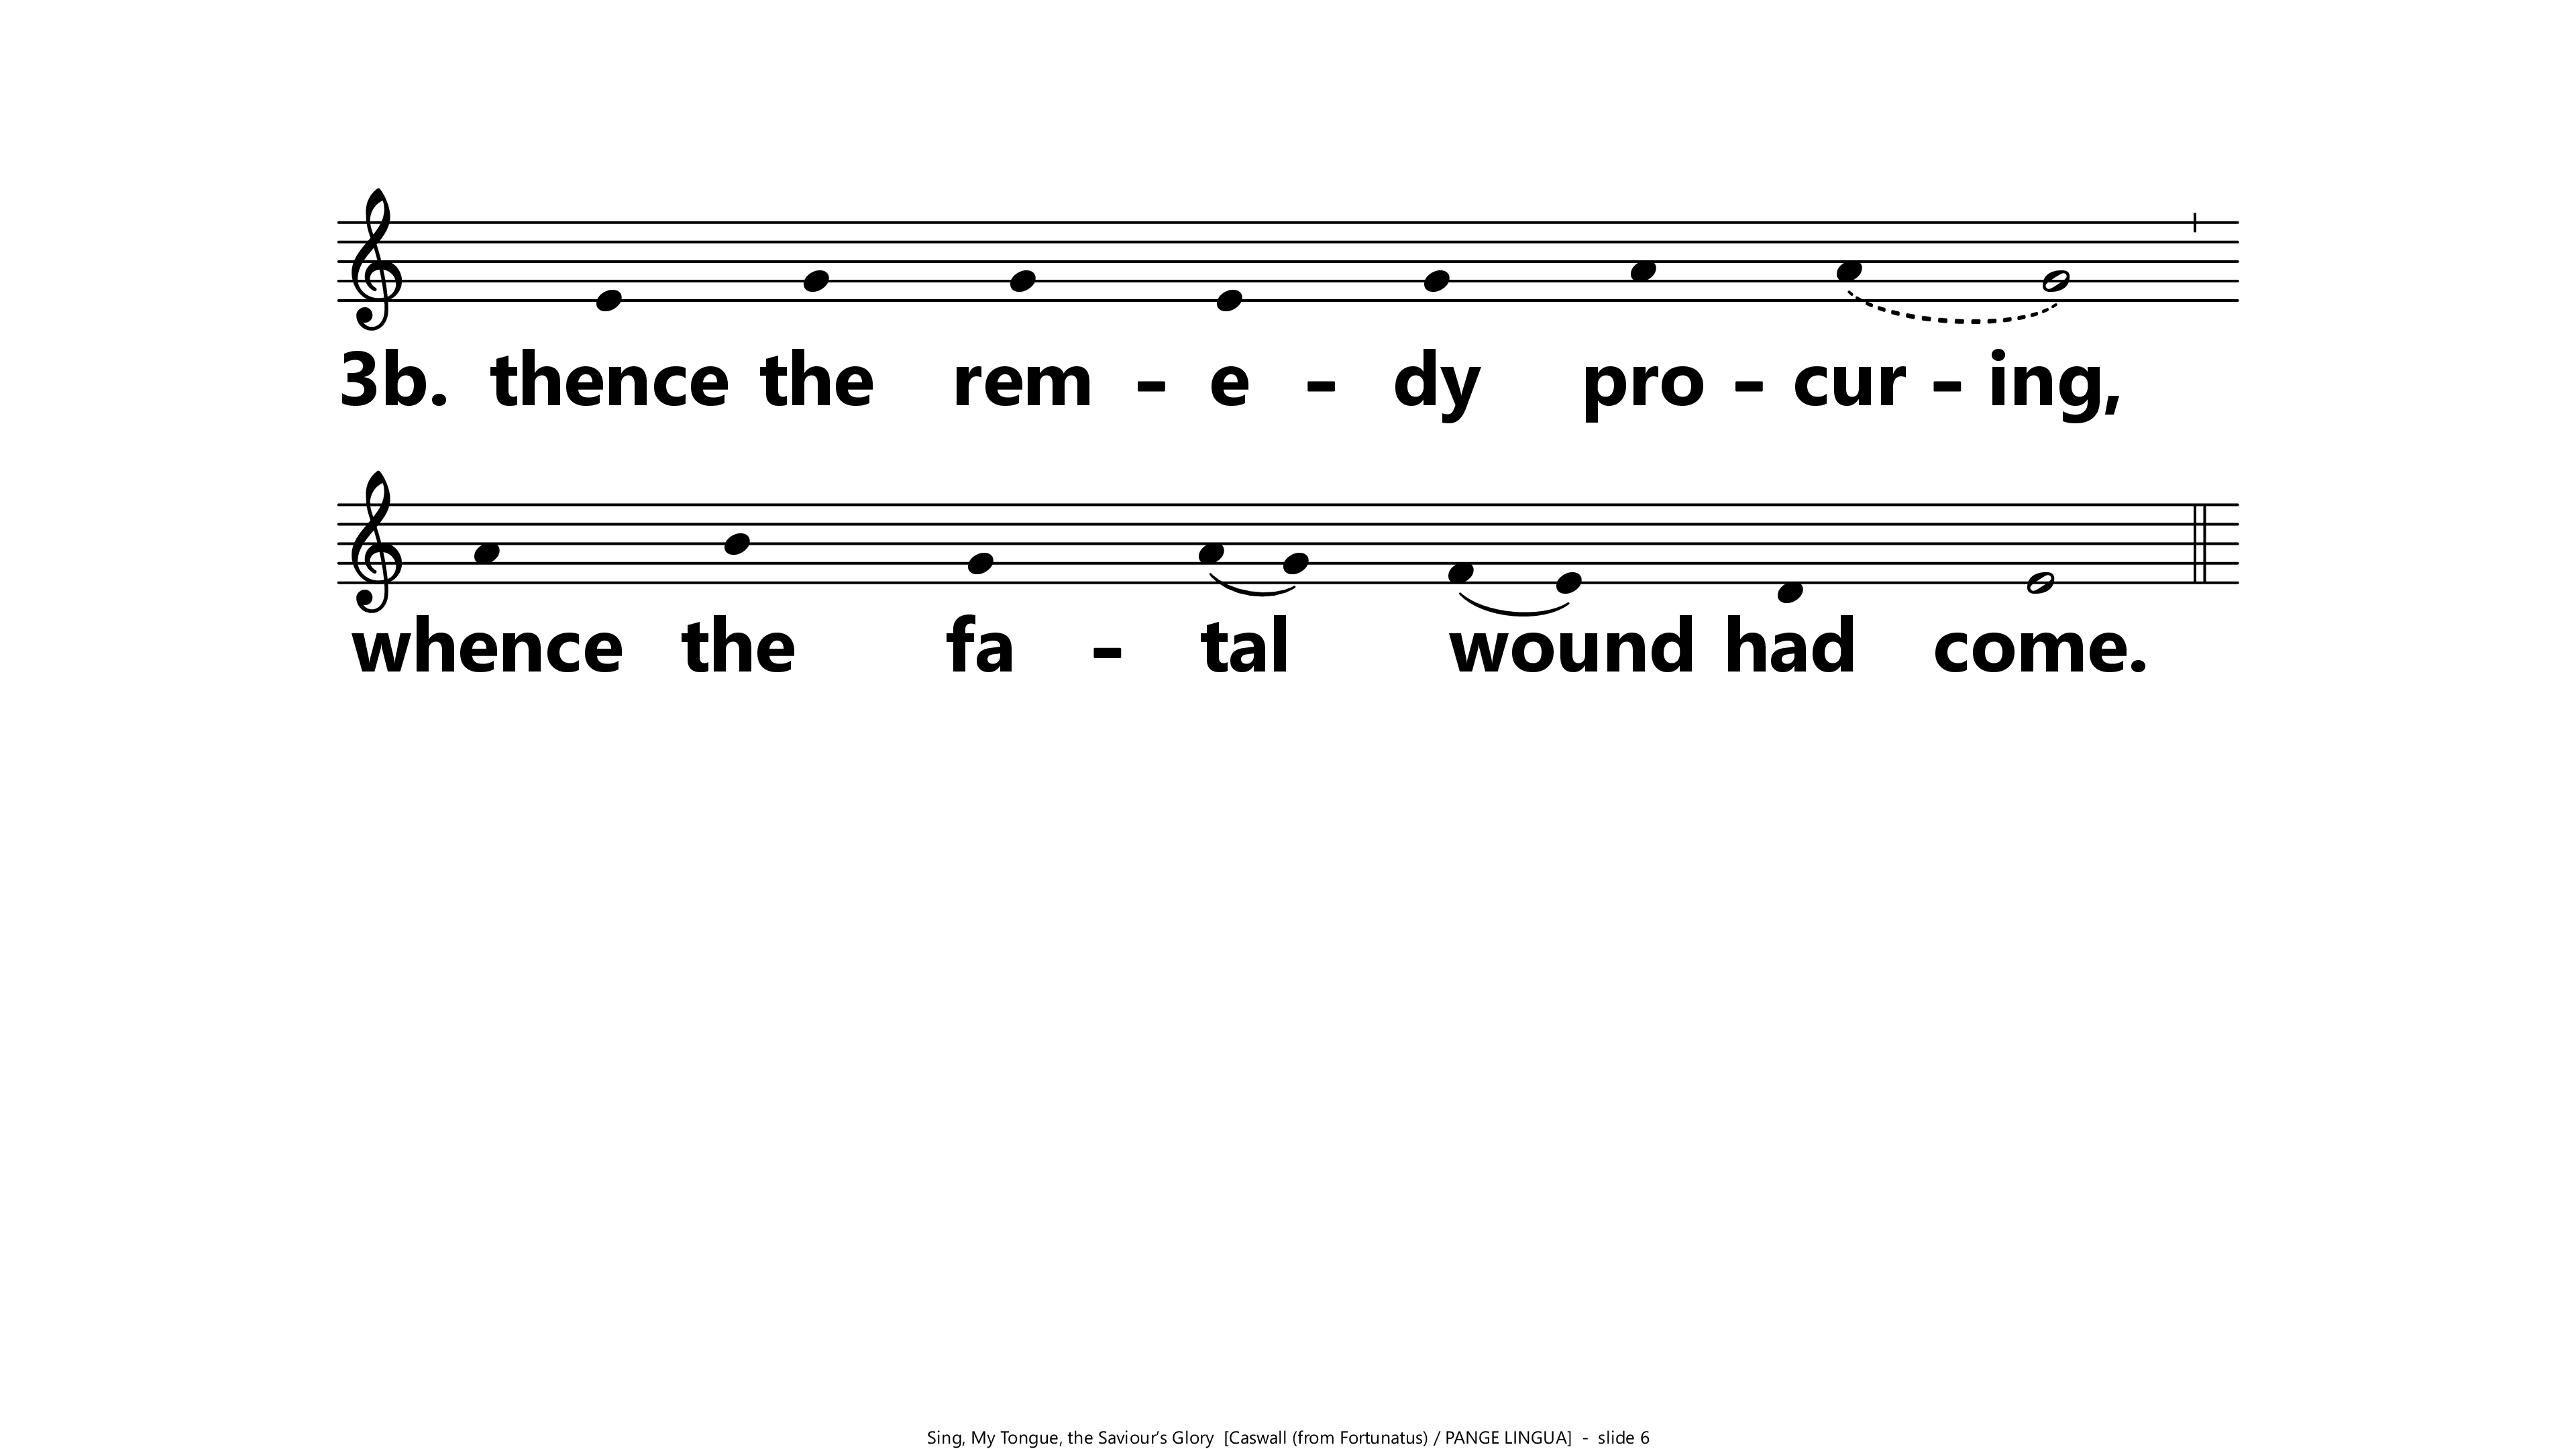 3b. thence the rem - e - dy pro - cur - ing,
whence the fa - tal wound had come.
Sing, My Tongue, the Saviour’s Glory [Caswall (from Fortunatus) / PANGE LINGUA] - slide 6